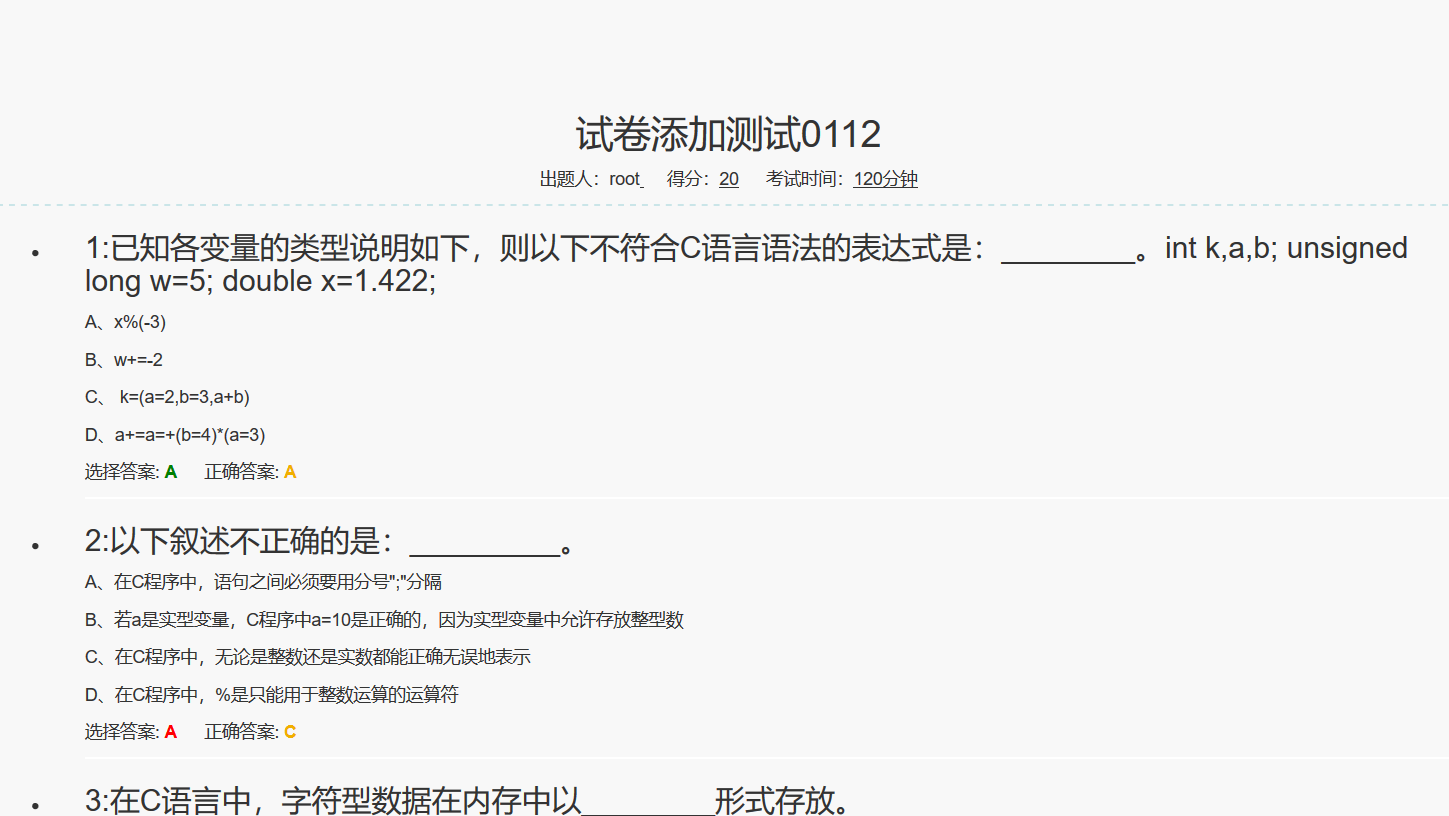 试卷添加测试0112
出题人：root 得分：20 考试时间：120分钟
1:已知各变量的类型说明如下，则以下不符合C语言语法的表达式是：________。int k,a,b; unsigned
long w=5; double x=1.422;
A、x%(-3)
B、w+=-2
C、 k=(a=2,b=3,a+b)
D、a+=a=+(b=4)*(a=3)
选择答案: A 正确答案: A
2:以下叙述不正确的是：_________。
A、在C程序中，语句之间必须要用分号";"分隔
B、若a是实型变量，C程序中a=10是正确的，因为实型变量中允许存放整型数
C、在C程序中，无论是整数还是实数都能正确无误地表示
D、在C程序中，%是只能用于整数运算的运算符
选择答案: A 正确答案: C
3:在C语言中，字符型数据在内存中以________形式存放。